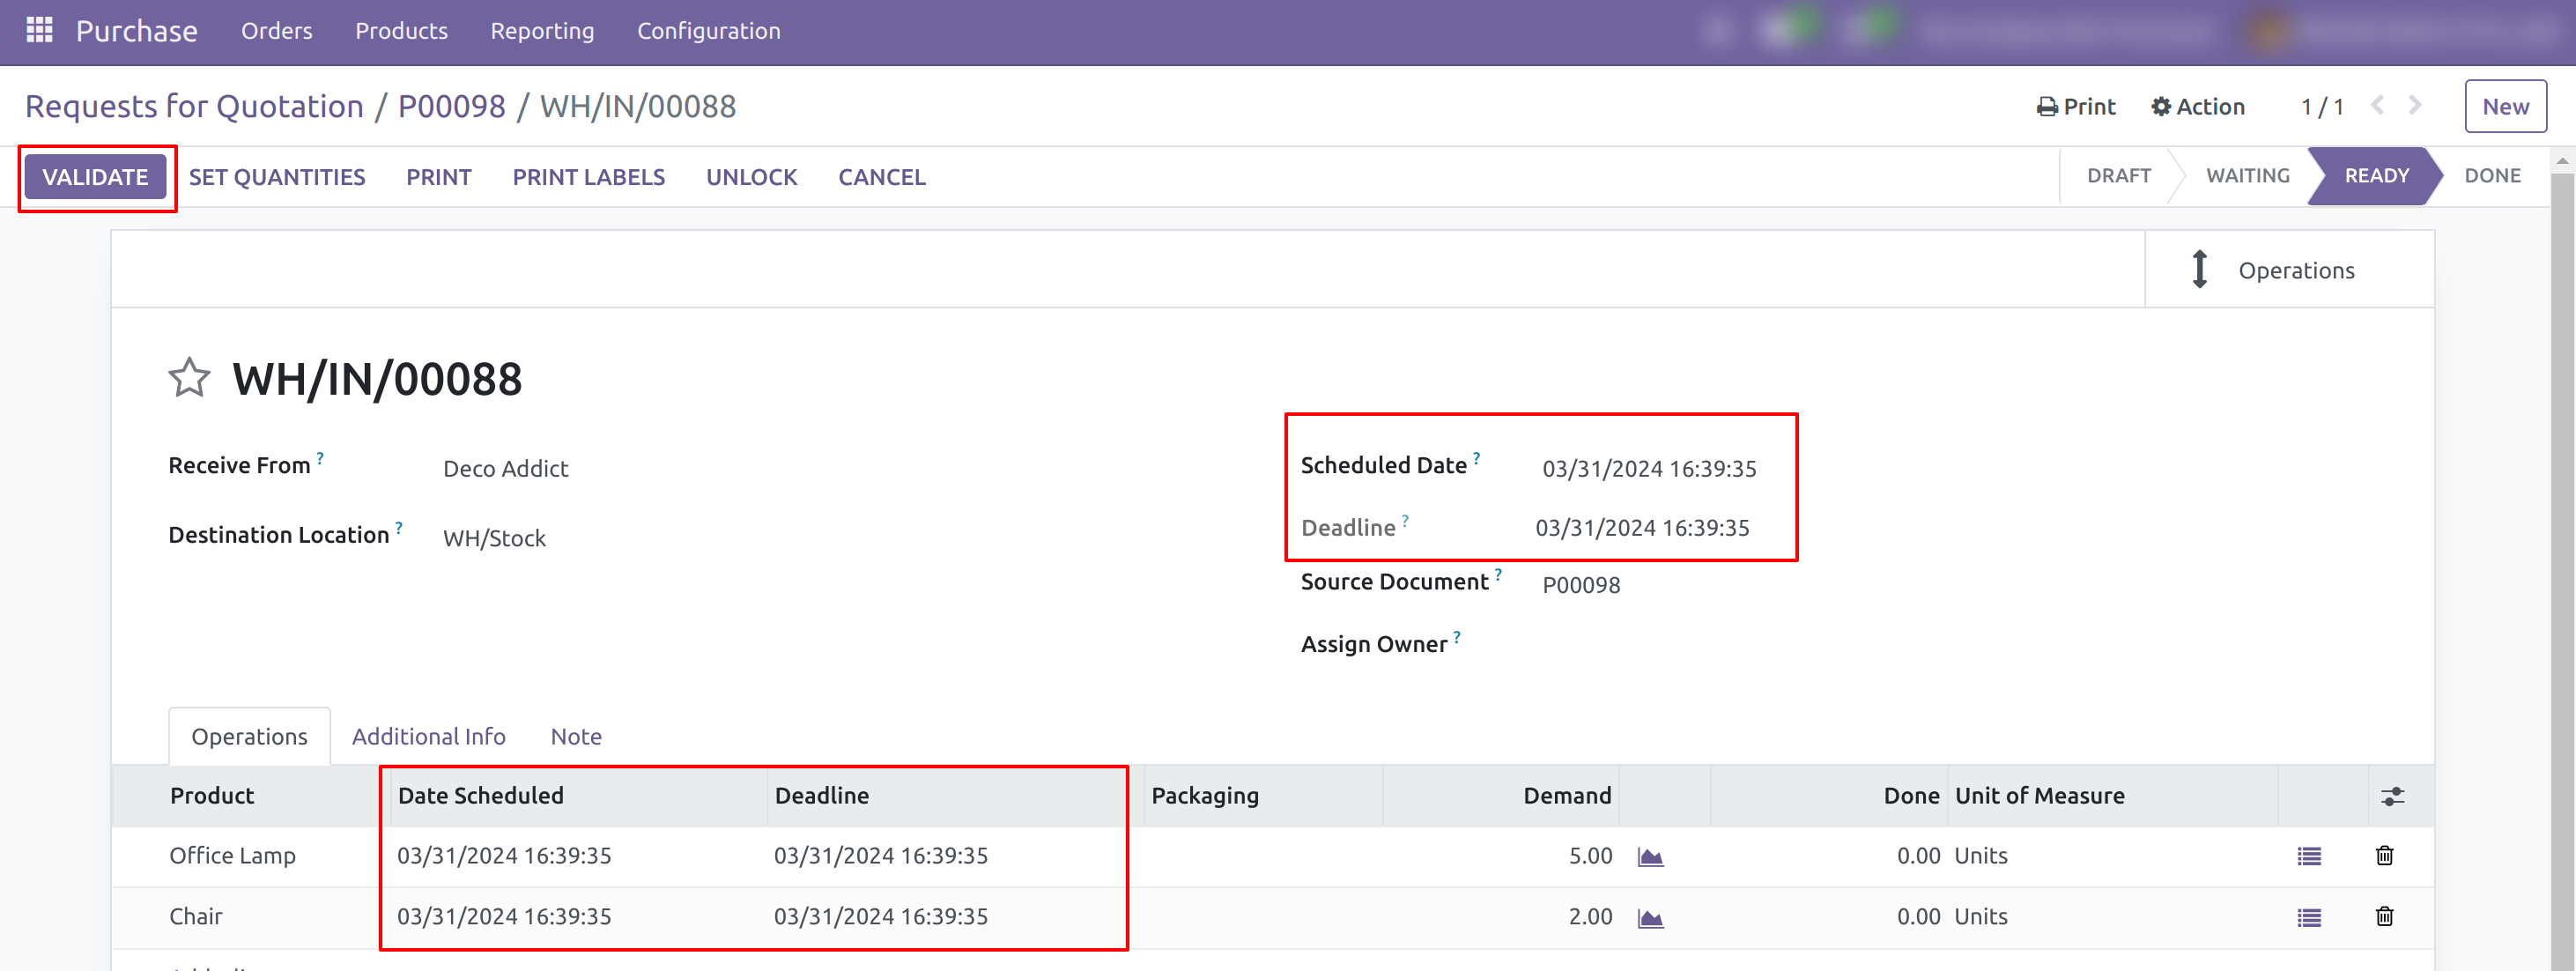 Purchase Orders Products Reporting Configuration
Requests for Quotation / P00098 / WH/IN/00088 Print Action 1 / 1 New
VALIDATE SET QUANTITIES PRINT PRINT LABELS UNLOCK CANCEL DRAFT WAITING READY DONE
Operations
WH/IN/00088
Receive From ? Deco Addict Scheduled Date ? 03/31/2024 16:39:35
Destination Location ? WH/Stock Deadline ? 03/31/2024 16:39:35
Source Document ? P00098
Assign Owner ?
Operations Additional Info Note
Product Date Scheduled Deadline Packaging Demand Done Unit of Measure
Office Lamp 03/31/2024 16:39:35 03/31/2024 16:39:35 5.00 0.00 Units
Chair 03/31/2024 16:39:35 03/31/2024 16:39:35 2.00 0.00 Units